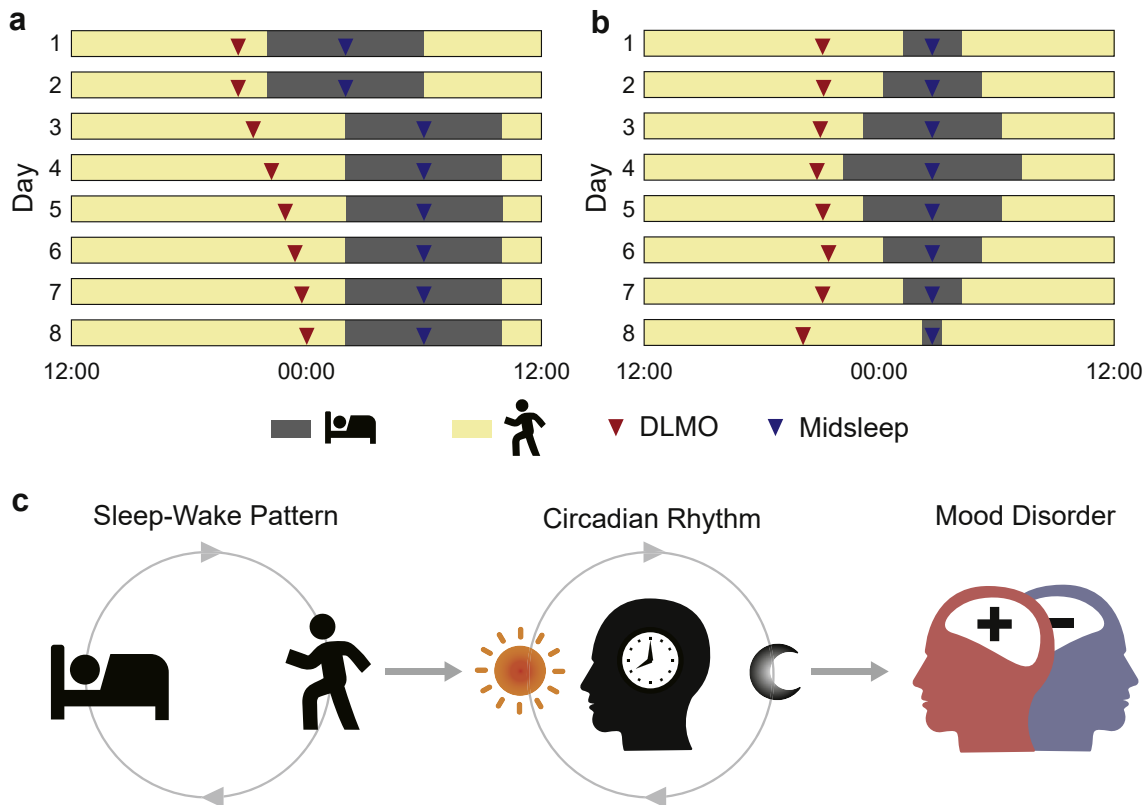 a
Day
1
2
3
4
5
6
7
8
12:00 00:00 12:00
b
Day
1
2
3
4
5
6
7
8
12:00 00:00 12:00
DLMO Midsleep
c
Sleep-Wake Pattern Circadian Rhythm Mood Disorder
+ −